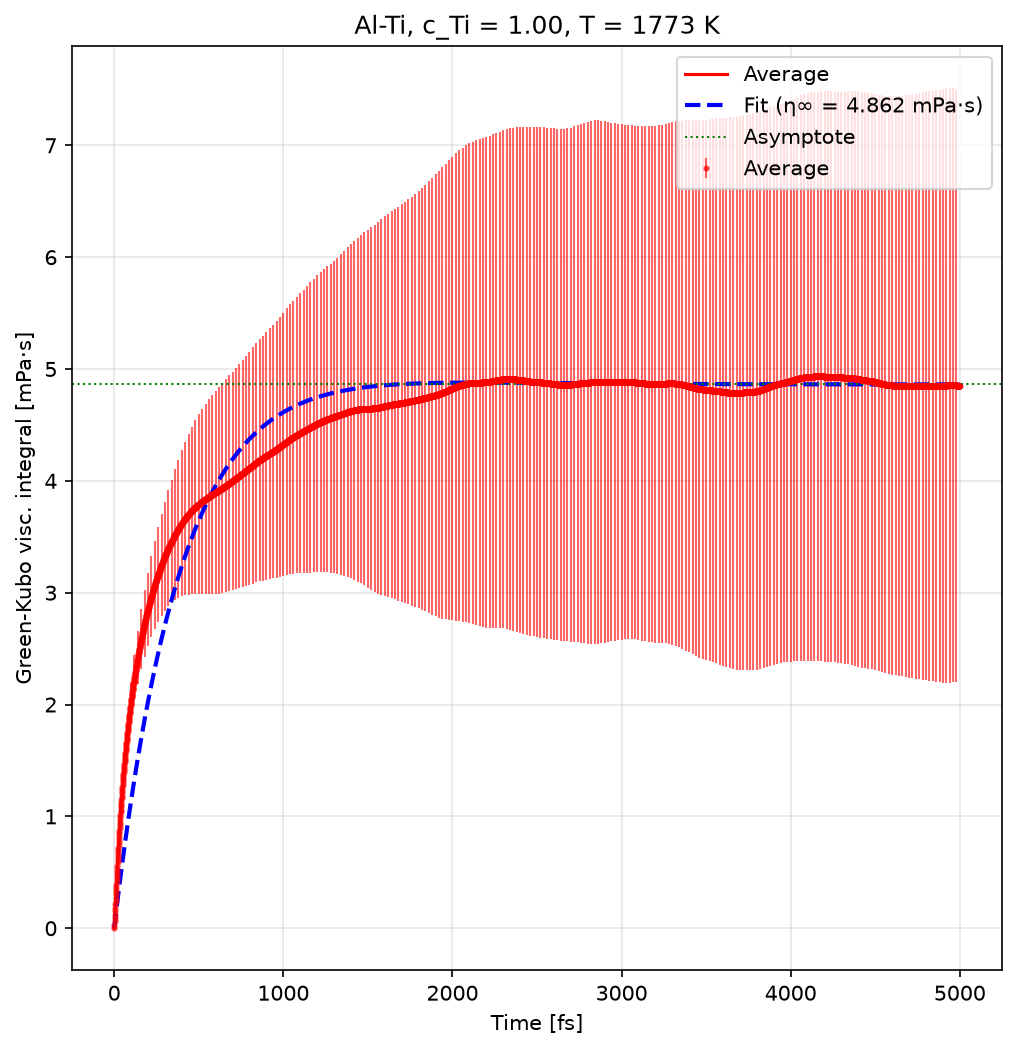 Al-Ti, c_Ti = 1.00, T = 1773 K
Average
Fit (η∞ = 4.862 mPa·s)
Asymptote
Average
Green-Kubo visc. integral [mPa·s]
7
6
5
4
3
2
1
0
0 1000 2000 3000 4000 5000
Time [fs]